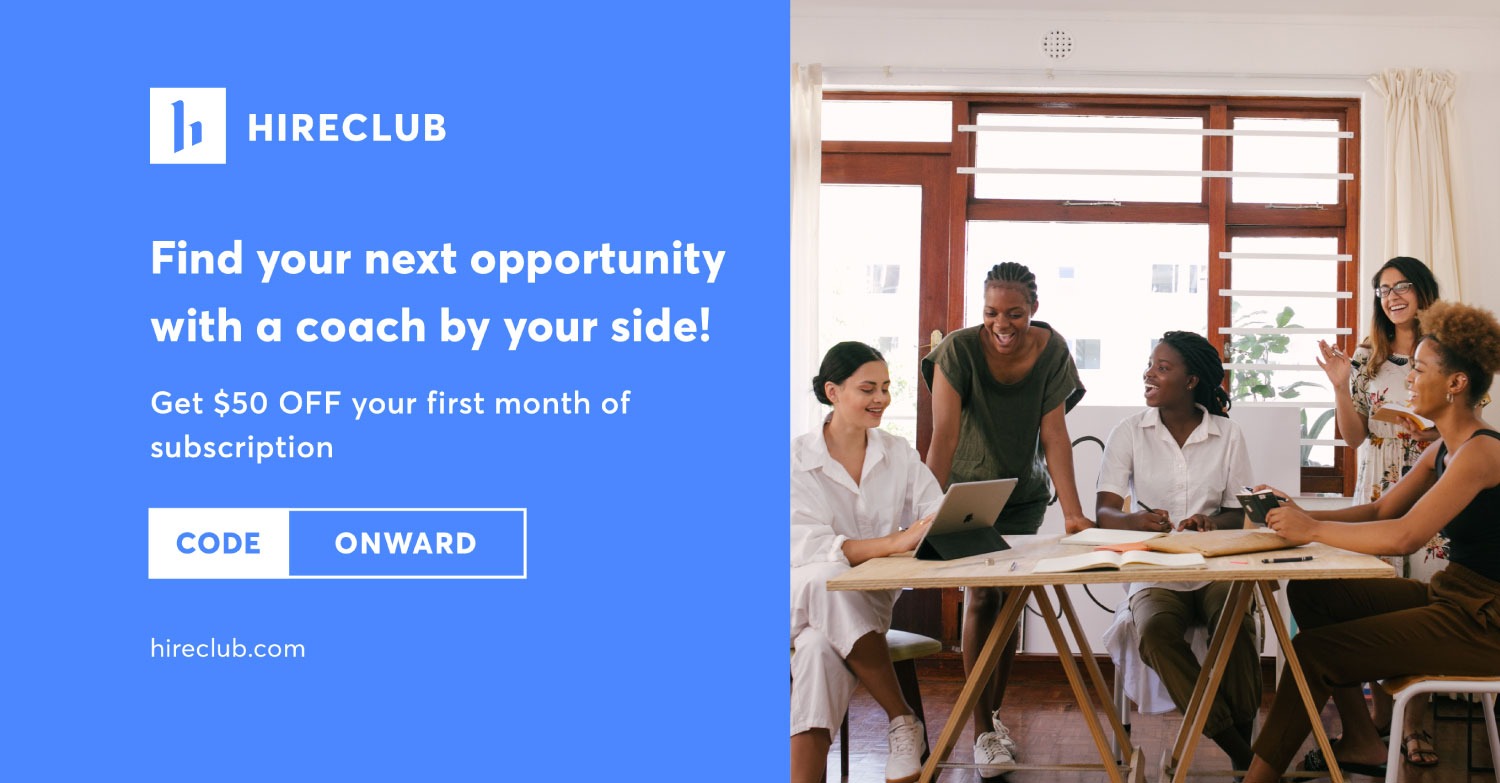 HIRECLUB
Find your next opportunity
with a coach by your side!
Get $50 OFF your first month of
subscription
CODE ONWARD
hireclub.com